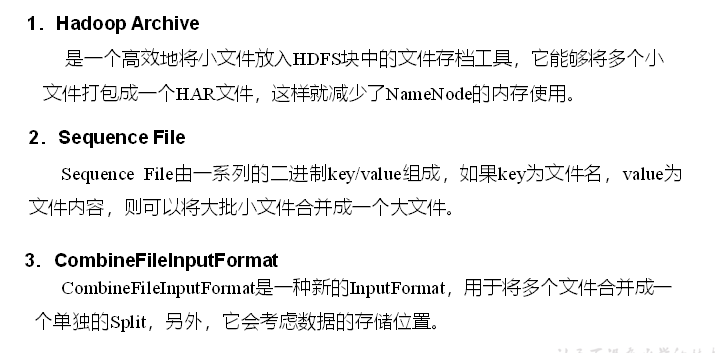 1. Hadoop Archive
是一个高效地将小文件放入HDFS块中的文件存档工具，它能够将多个小
文件打包成一个HAR文件，这样就减少了NameNode的内存使用。
2. Sequence File
Sequence File由一系列的二进制key/value组成，如果key为文件名，value为
文件内容，则可以将大批小文件合并成一个大文件。
3. CombineFileInputFormat
CombineFileInputFormat是一种新的InputFormat，用于将多个文件合并成一
个单独的Split，另外，它会考虑数据的存储位置。